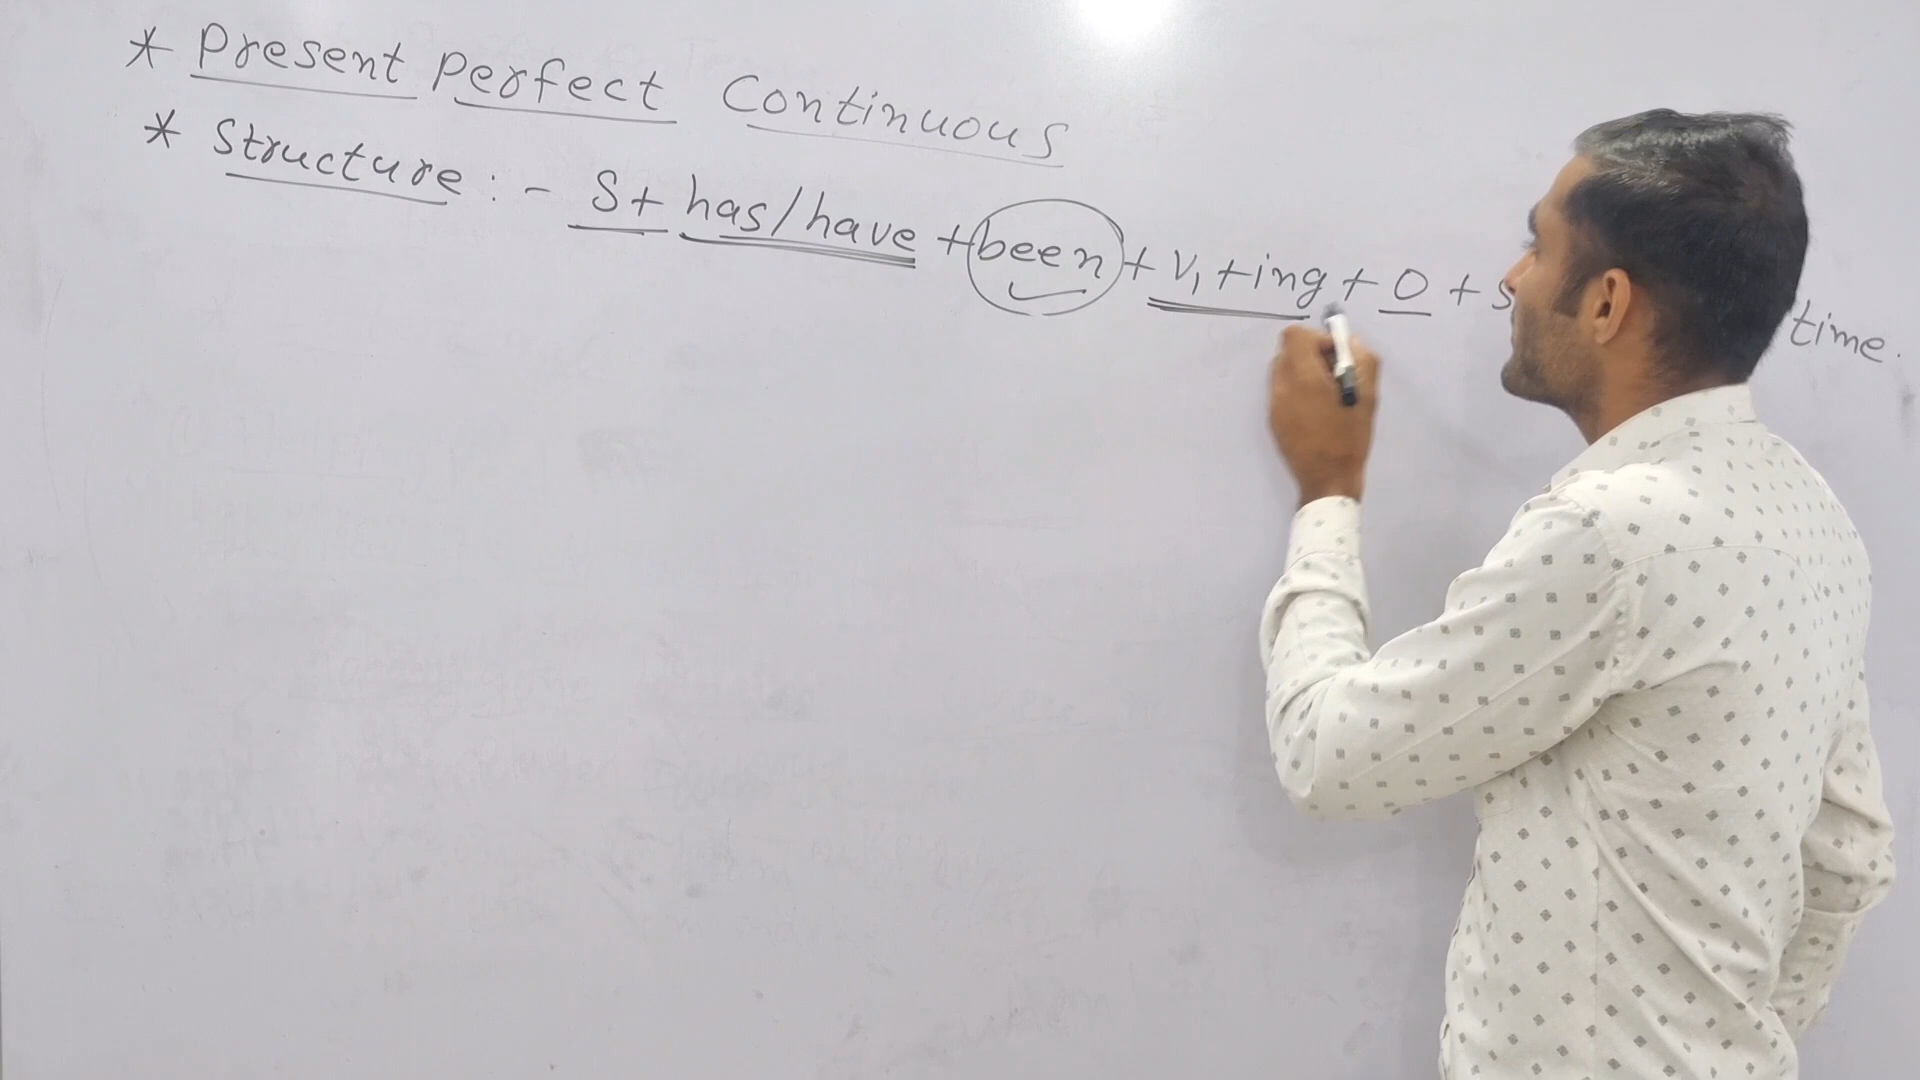 * Present Perfect Continuous
* Structure :- S + has/have + been + V₁ + ing + O + time.